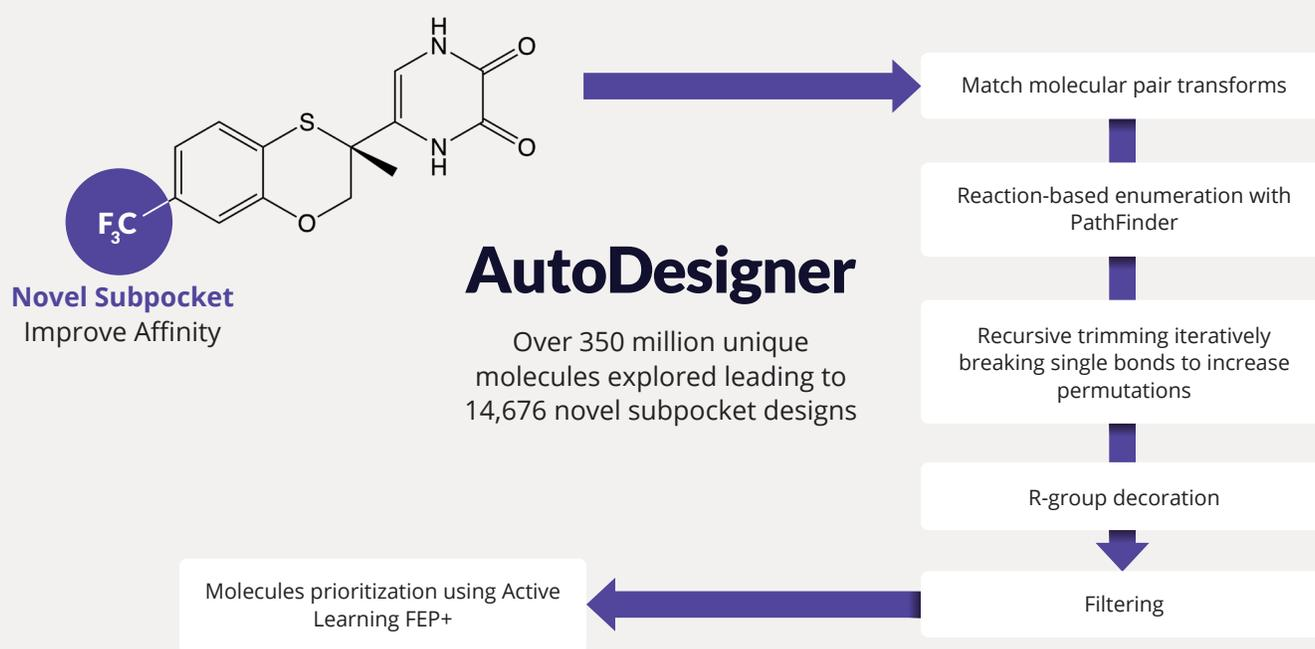 H
N
O
S
N
H
O
F3C
O
Novel Subpocket
Improve Affinity
AutoDesigner
Over 350 million unique
molecules explored leading to
14,676 novel subpocket designs
Match molecular pair transforms
Reaction-based enumeration with
PathFinder
Recursive trimming iteratively
breaking single bonds to increase
permutations
R-group decoration
Filtering
Molecules prioritization using Active
Learning FEP+